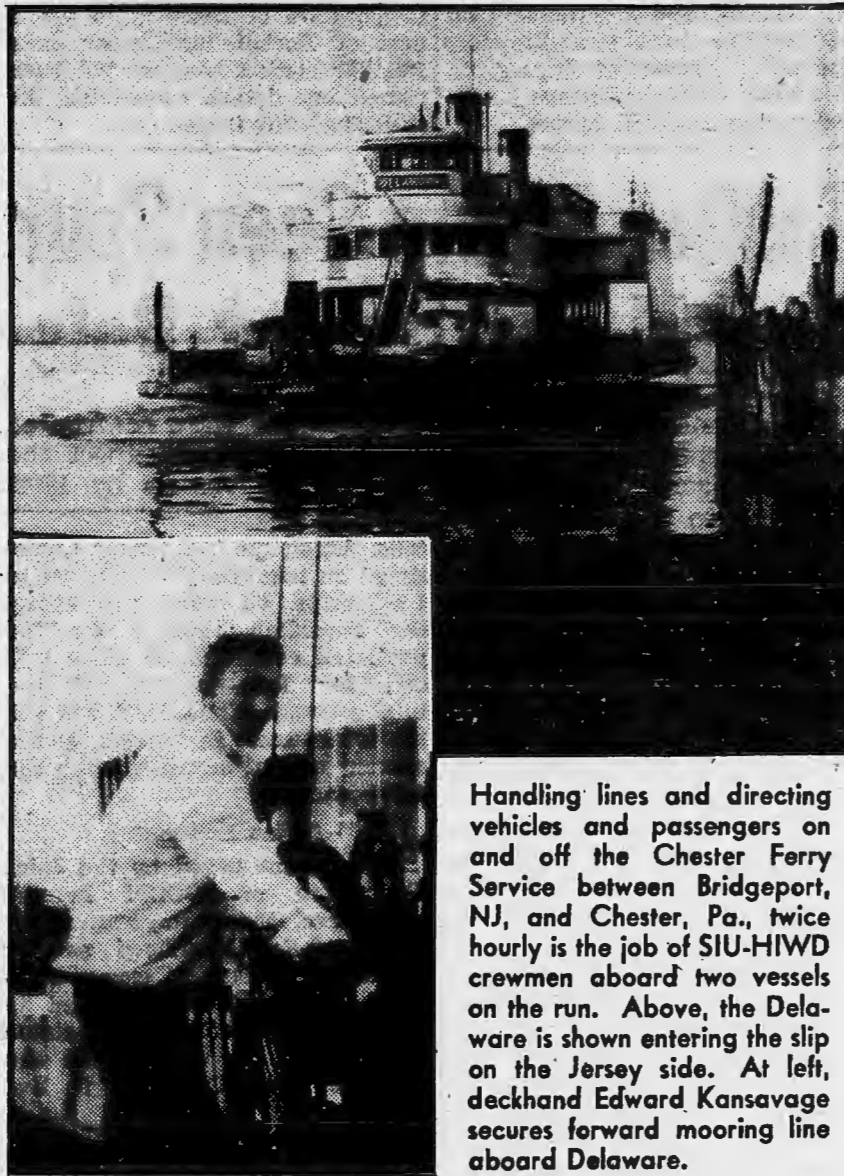 DELAWARE
Handling lines and directing
vehicles and passengers on
and off the Chester Ferry
Service between Bridgeport,
NJ, and Chester, Pa., twice
hourly is the job of SIU-HIWD
crewmen aboard two vessels
on the run. Above, the Dela-
ware is shown entering the slip
on the Jersey side. At left,
deckhand Edward Kansavage
secures forward mooring line
aboard Delaware.